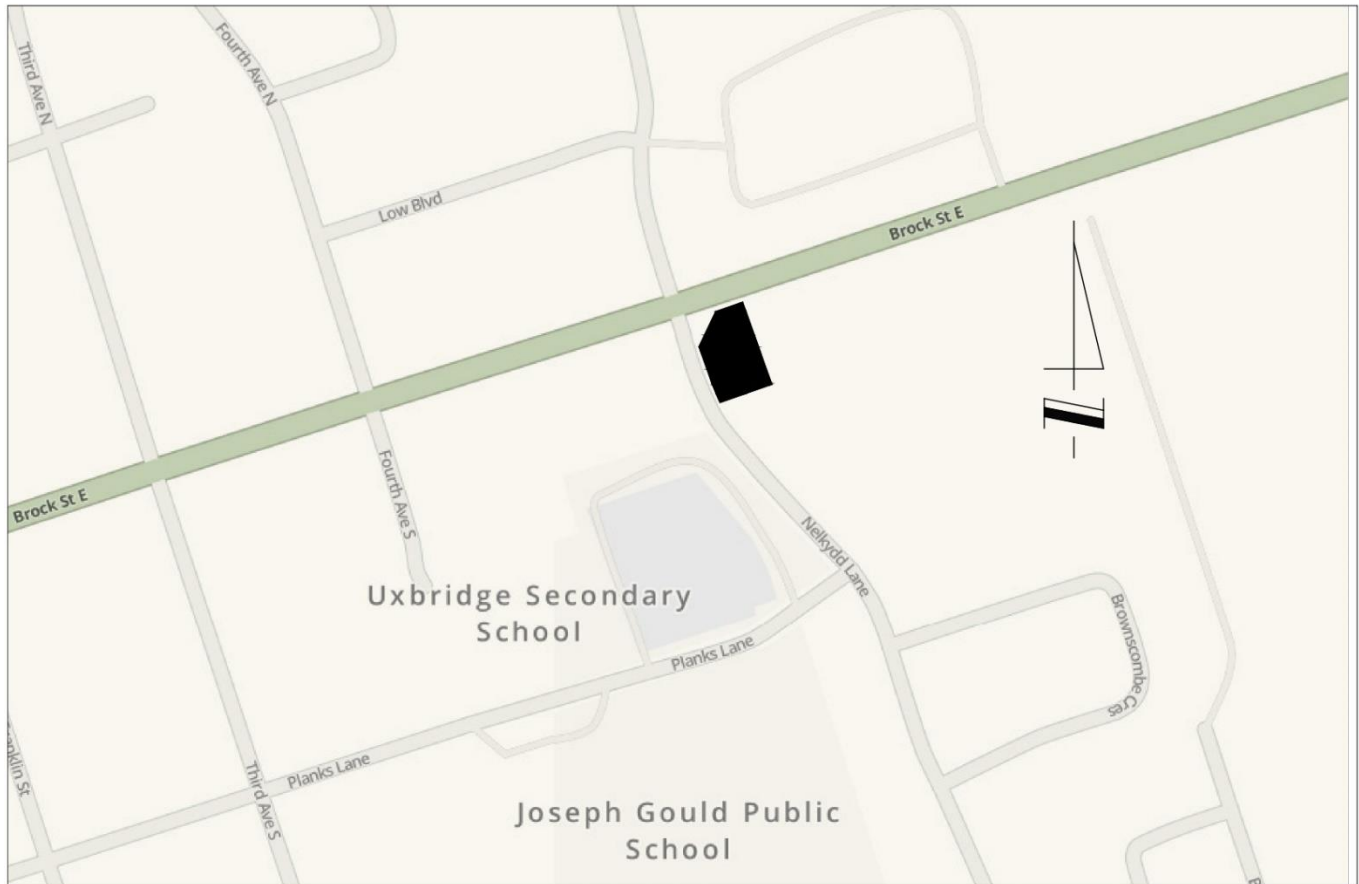 Third Ave N
Fourth Ave N
Low Blvd
Brock St E
Brock St E
Fourth Ave S
Nelkydd Lane
Uxbridge Secondary
School
Brownscombe Cres
Planks Lane
Planks Lane
Third Ave S
Joseph Gould Public
School
N